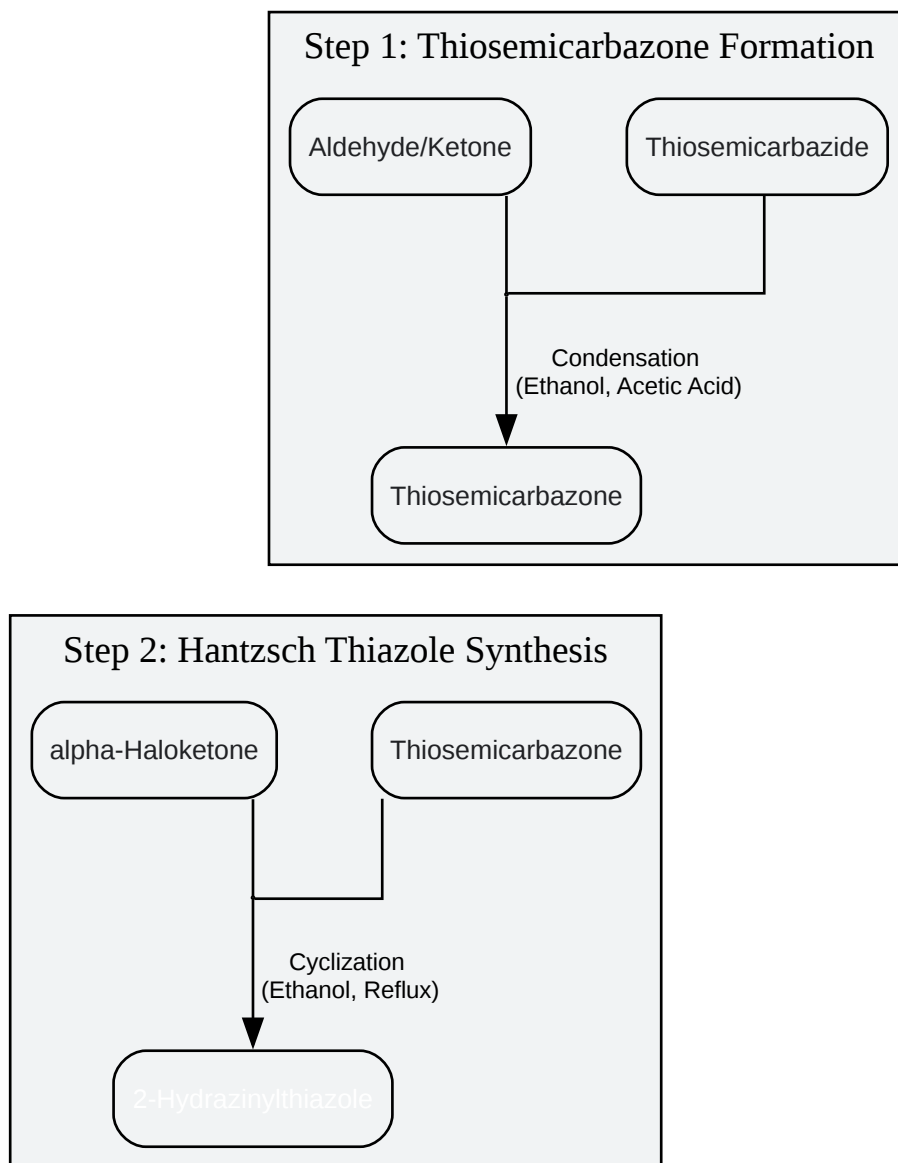 Step 1: Thiosemicarbazone Formation
Aldehyde/Ketone
Thiosemicarbazide
Condensation
(Ethanol, Acetic Acid)
Thiosemicarbazone
Step 2: Hantzsch Thiazole Synthesis
alpha-Haloketone
Thiosemicarbazone
Cyclization
(Ethanol, Reflux)
2-Hydrazinylthiazole